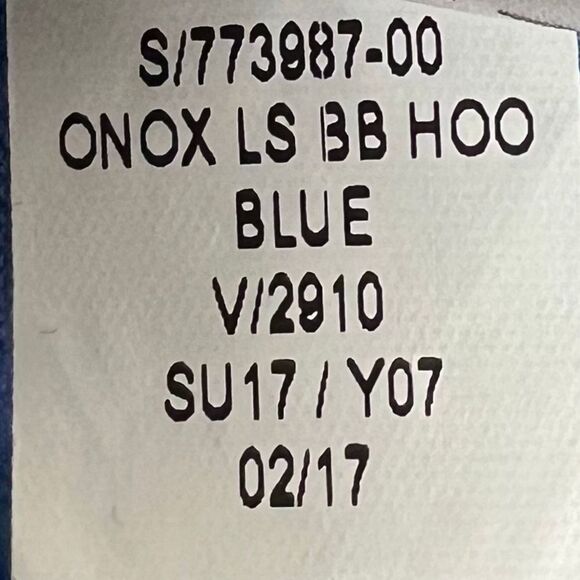 S/773987-00
ONOX LS BB HOO
BLUE
V/2910
SU17 / Y07
02/17